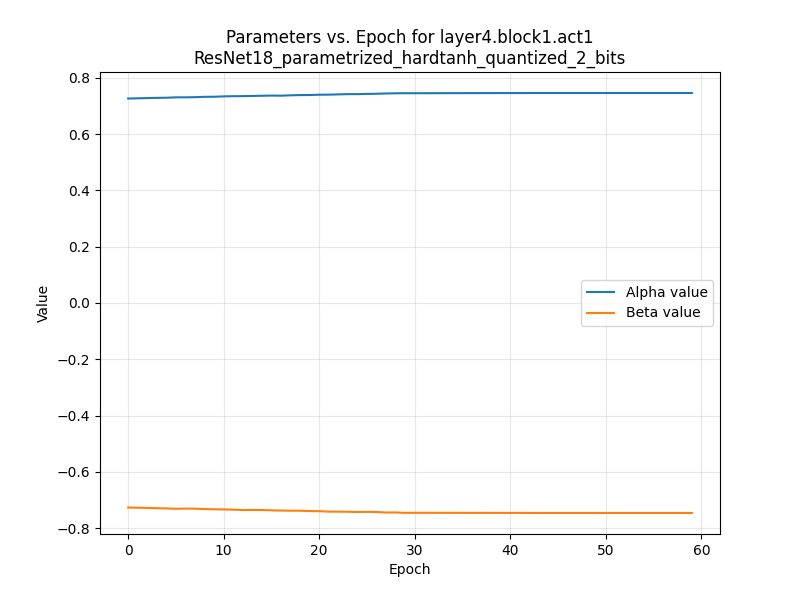 Parameters vs. Epoch for layer4.block1.act1
ResNet18_parametrized_hardtanh_quantized_2_bits
0.8
0.6
0.4
0.2
0.0
−0.2
−0.4
−0.6
−0.8
Value
Alpha value
Beta value
0 10 20 30 40 50 60
Epoch